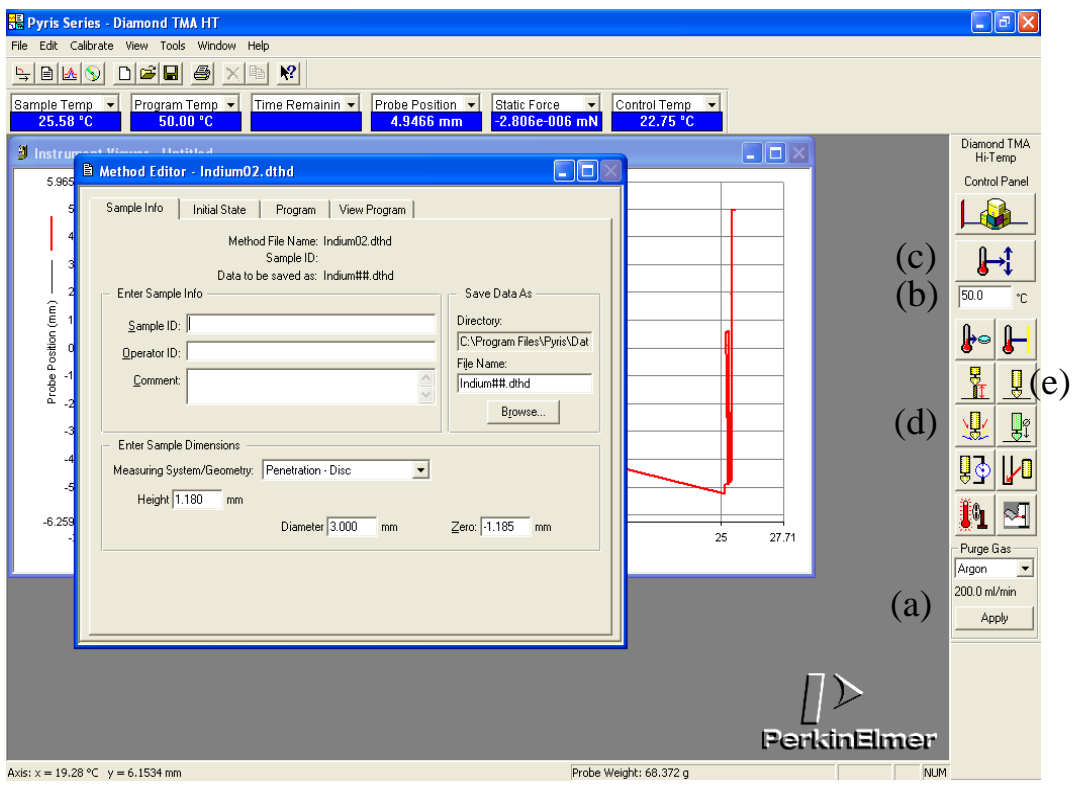 Pyris Series - Diamond TMA HT
File Edit Calibrate View Tools Window Help
Sample Temp Program Temp Time Remainin Probe Position Static Force Control Temp
25.58 °C 50.00 °C 4.9466 mm -2.806e-006 mN 22.75 °C
Instrument Viewer - Untitled
Method Editor - Indium02.dthd
Sample Info Initial State Program View Program
Method File Name: Indium02.dthd
Sample ID:
Data to be saved as: Indium##.dthd
Enter Sample Info
Sample ID:
Operator ID:
Comment:
Save Data As
Directory:
C:\Program Files\Pyris\Dat
File Name:
Indium##.dthd
Browse...
Enter Sample Dimensions
Measuring System/Geometry: Penetration - Disc
Height 1.180 mm
Diameter 3.000 mm Zero: -1.185 mm
Probe Position (mm)
5.965
5
4
3
2
1
0
-1
-2
-3
-4
-5
-6.259
25 27.71
Diamond TMA
Hi-Temp
Control Panel
(c)
(b)
50.0 °C
(e)
(d)
Purge Gas
Argon
200.0 ml/min
(a)
Apply
PerkinElmer
Axis: x = 19.28 °C y = 6.1534 mm Probe Weight: 68.372 g NUM